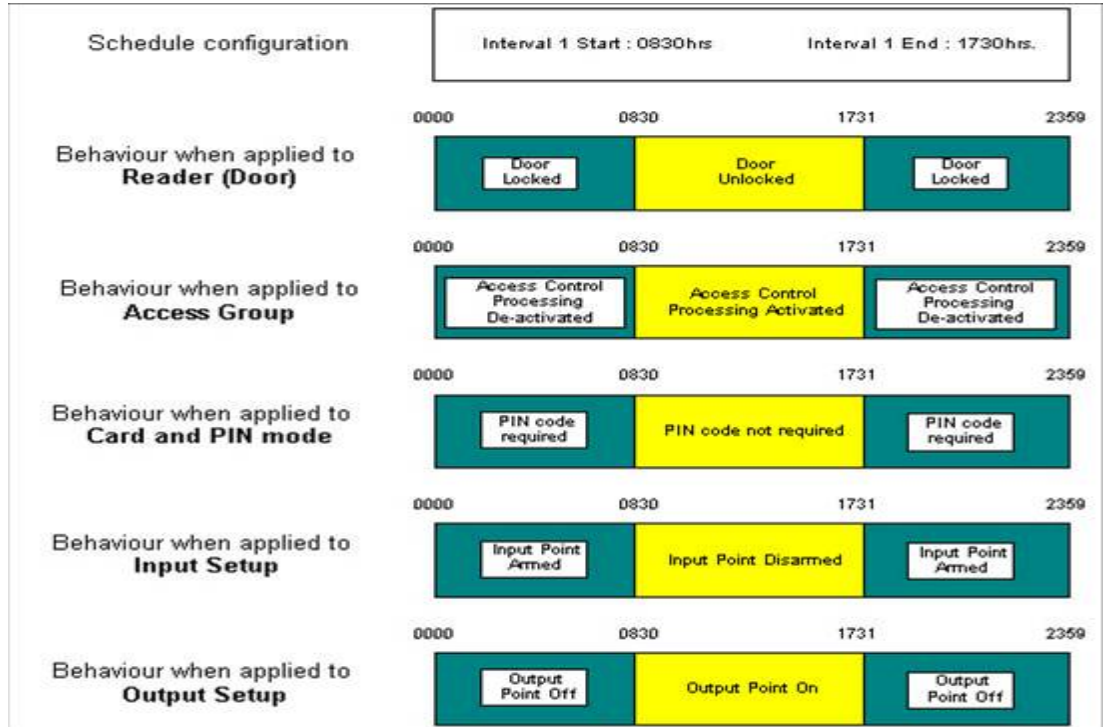 Schedule configuration
Interval 1 Start : 0830hrs
Interval 1 End : 1730hrs.
0000 0830 1731 2359
Behaviour when applied to
Reader (Door)
Door
Locked
Door
Unlocked
Door
Locked
0000 0830 1731 2359
Behaviour when applied to
Access Group
Access Control
Processing
De-activated
Access Control
Processing Activated
Access Control
Processing
De-activated
0000 0830 1731 2359
Behaviour when applied to
Card and PIN mode
PIN code
required
PIN code not required
PIN code
required
0000 0830 1731 2359
Behaviour when applied to
Input Setup
Input Point
Armed
Input Point Disarmed
Input Point
Armed
0000 0830 1731 2359
Behaviour when applied to
Output Setup
Output
Point Off
Output Point On
Output
Point Off